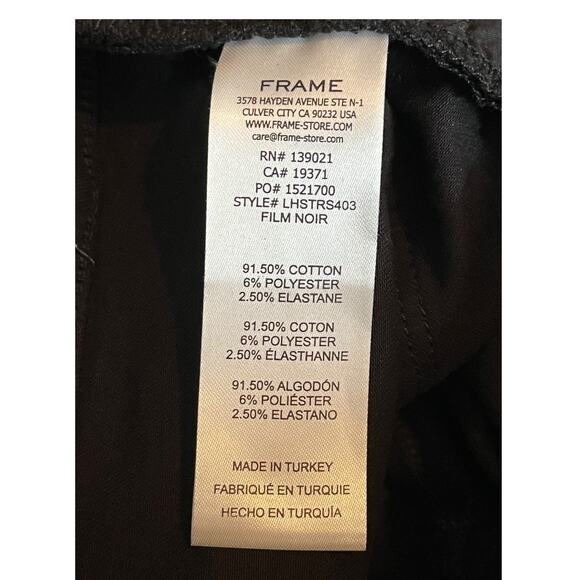 FRAME
3578 HAYDEN AVENUE STE N-1
CULVER CITY CA 90232 USA
WWW.FRAME-STORE.COM
care@frame-store.com
RN# 139021
CA# 19371
PO# 1521700
STYLE# LHSTRS403
FILM NOIR
91.50% COTTON
6% POLYESTER
2.50% ELASTANE
91.50% COTON
6% POLYESTER
2.50% ÉLASTHANNE
91.50% ALGODÓN
6% POLIÉSTER
2.50% ELASTANO
MADE IN TURKEY
FABRIQUÉ EN TURQUIE
HECHO EN TURQUÍA